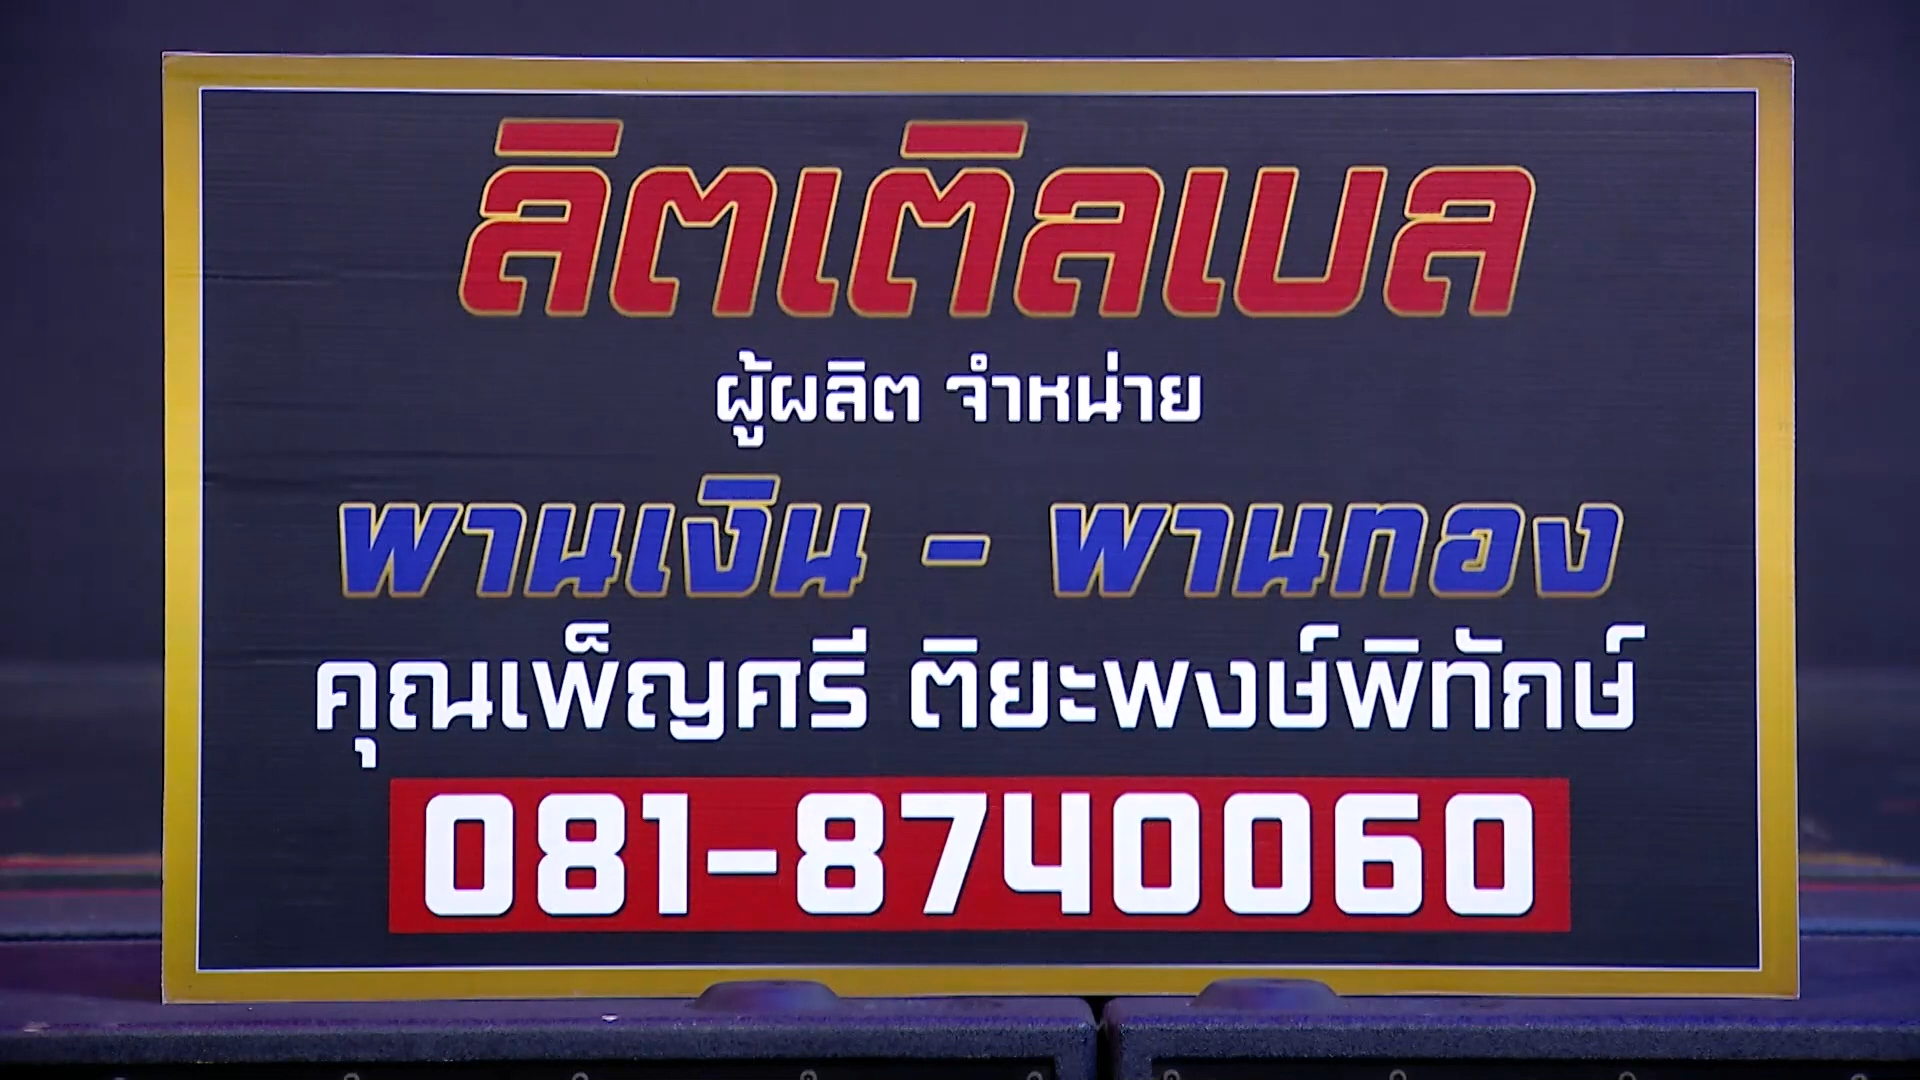 ลิตเติลเบล
ผู้ผลิต จำหน่าย
พานเงิน - พานทอง
คุณเพ็ญศรี ติยะพงษ์พิทักษ์
081-8740060